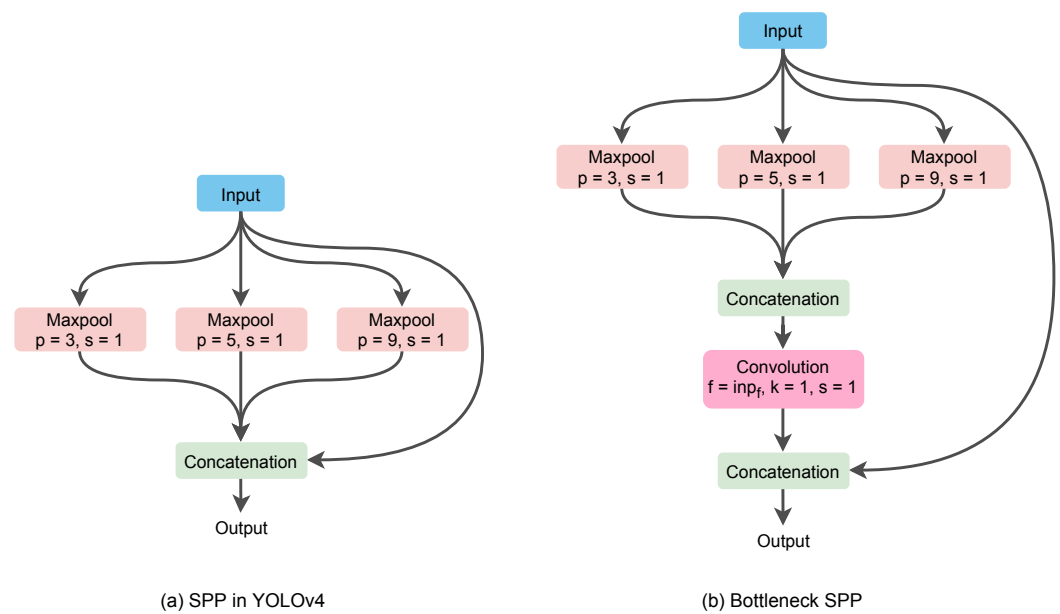 Input
Maxpool
p = 3, s = 1
Maxpool
p = 5, s = 1
Maxpool
p = 9, s = 1
Concatenation
Output
(a) SPP in YOLOv4
Input
Maxpool
p = 3, s = 1
Maxpool
p = 5, s = 1
Maxpool
p = 9, s = 1
Concatenation
Convolution
f = inp_f, k = 1, s = 1
Concatenation
Output
(b) Bottleneck SPP